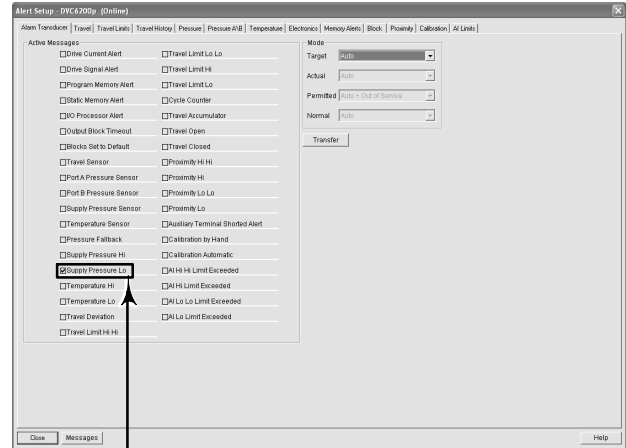 Alert Setup - DVC6200p (Online)
Alarm Transducer Travel Travel Limits Travel History Pressure Pressure A\B Temperature Electronics Memory Alerts Block Proximity Calibration AI Limits
Active Messages
Drive Current Alert
Drive Signal Alert
Program Memory Alert
Static Memory Alert
I/O Processor Alert
Output Block Timeout
Blocks Set to Default
Travel Sensor
Port A Pressure Sensor
Port B Pressure Sensor
Supply Pressure Sensor
Temperature Sensor
Pressure Fallback
Supply Pressure Hi
Supply Pressure Lo
Temperature Hi
Temperature Lo
Travel Deviation
Travel Limit Hi Hi
Travel Limit Lo Lo
Travel Limit Hi
Travel Limit Lo
Cycle Counter
Travel Accumulator
Travel Open
Travel Closed
Proximity Hi Hi
Proximity Hi
Proximity Lo Lo
Proximity Lo
Auxiliary Terminal Shorted Alert
Calibration by Hand
Calibration Automatic
AI Hi Hi Limit Exceeded
AI Hi Limit Exceeded
AI Lo Lo Limit Exceeded
AI Lo Limit Exceeded
Mode
Target Auto
Actual Auto
Permitted Auto + Out of Service
Normal Auto
Transfer
Close Messages Help